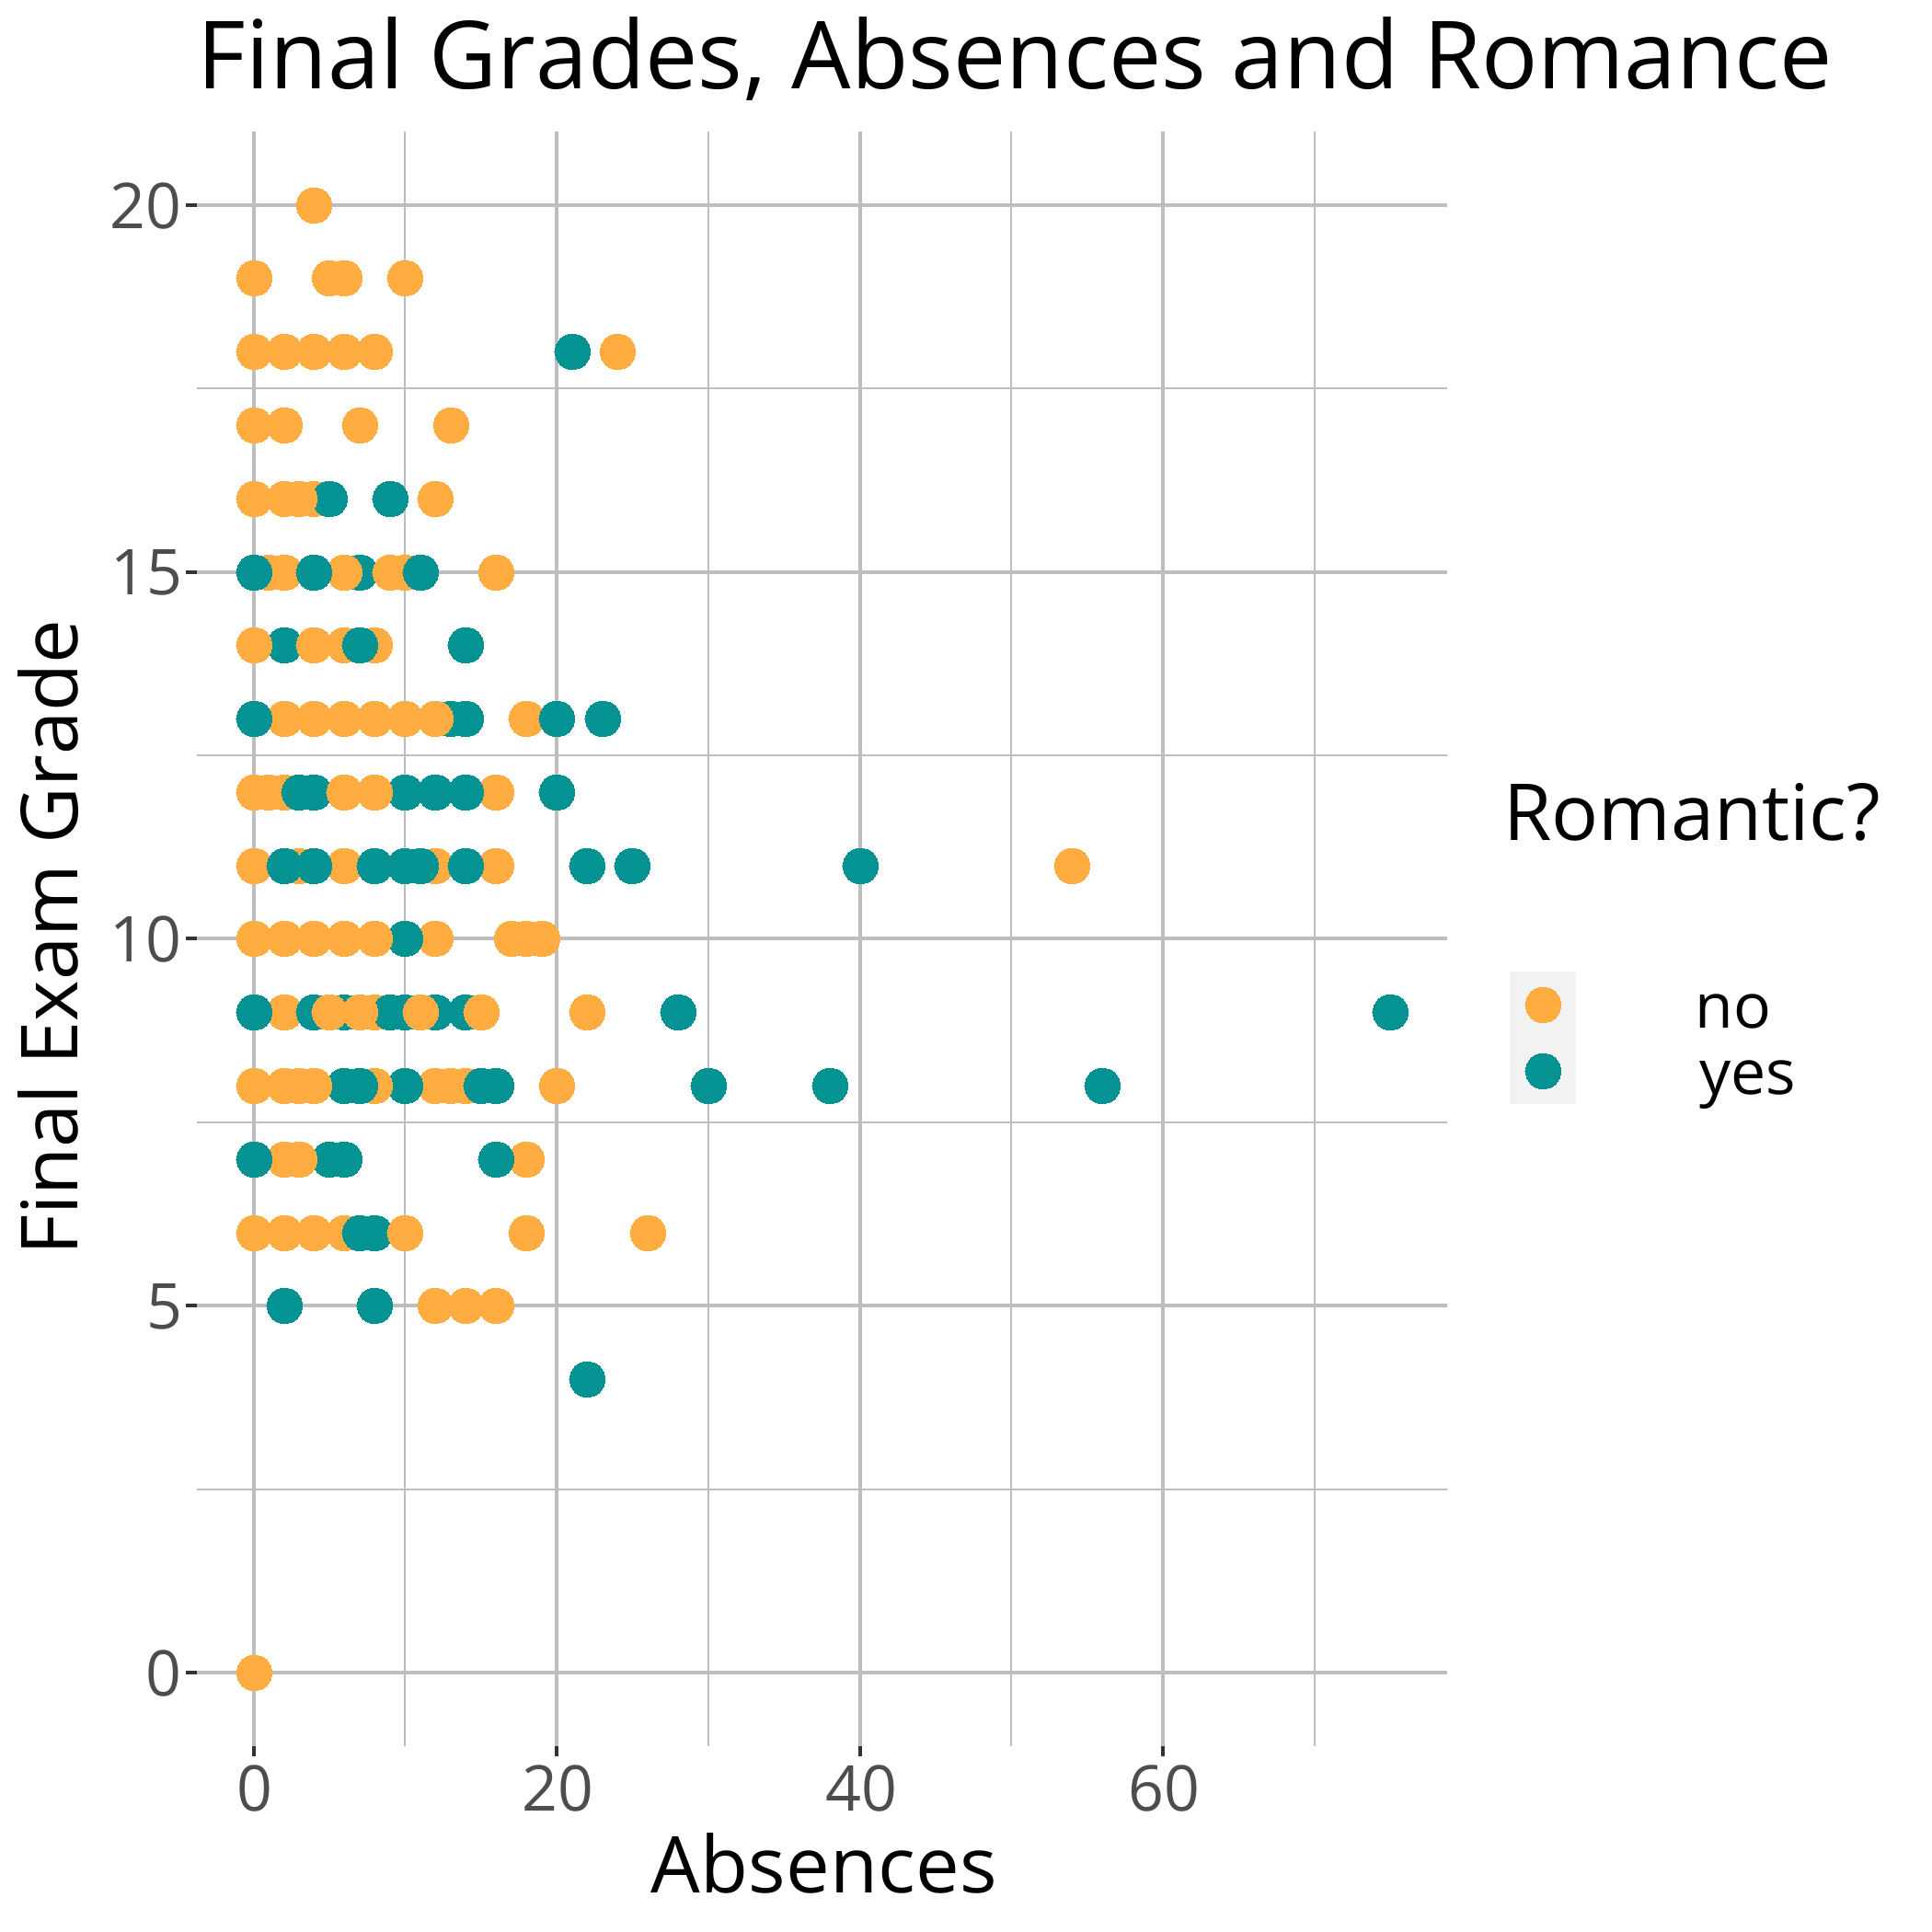 Final Grades, Absences and Romance
20
15
10
5
0
Final Exam Grade
0 20 40 60
Absences
Romantic?
no
yes